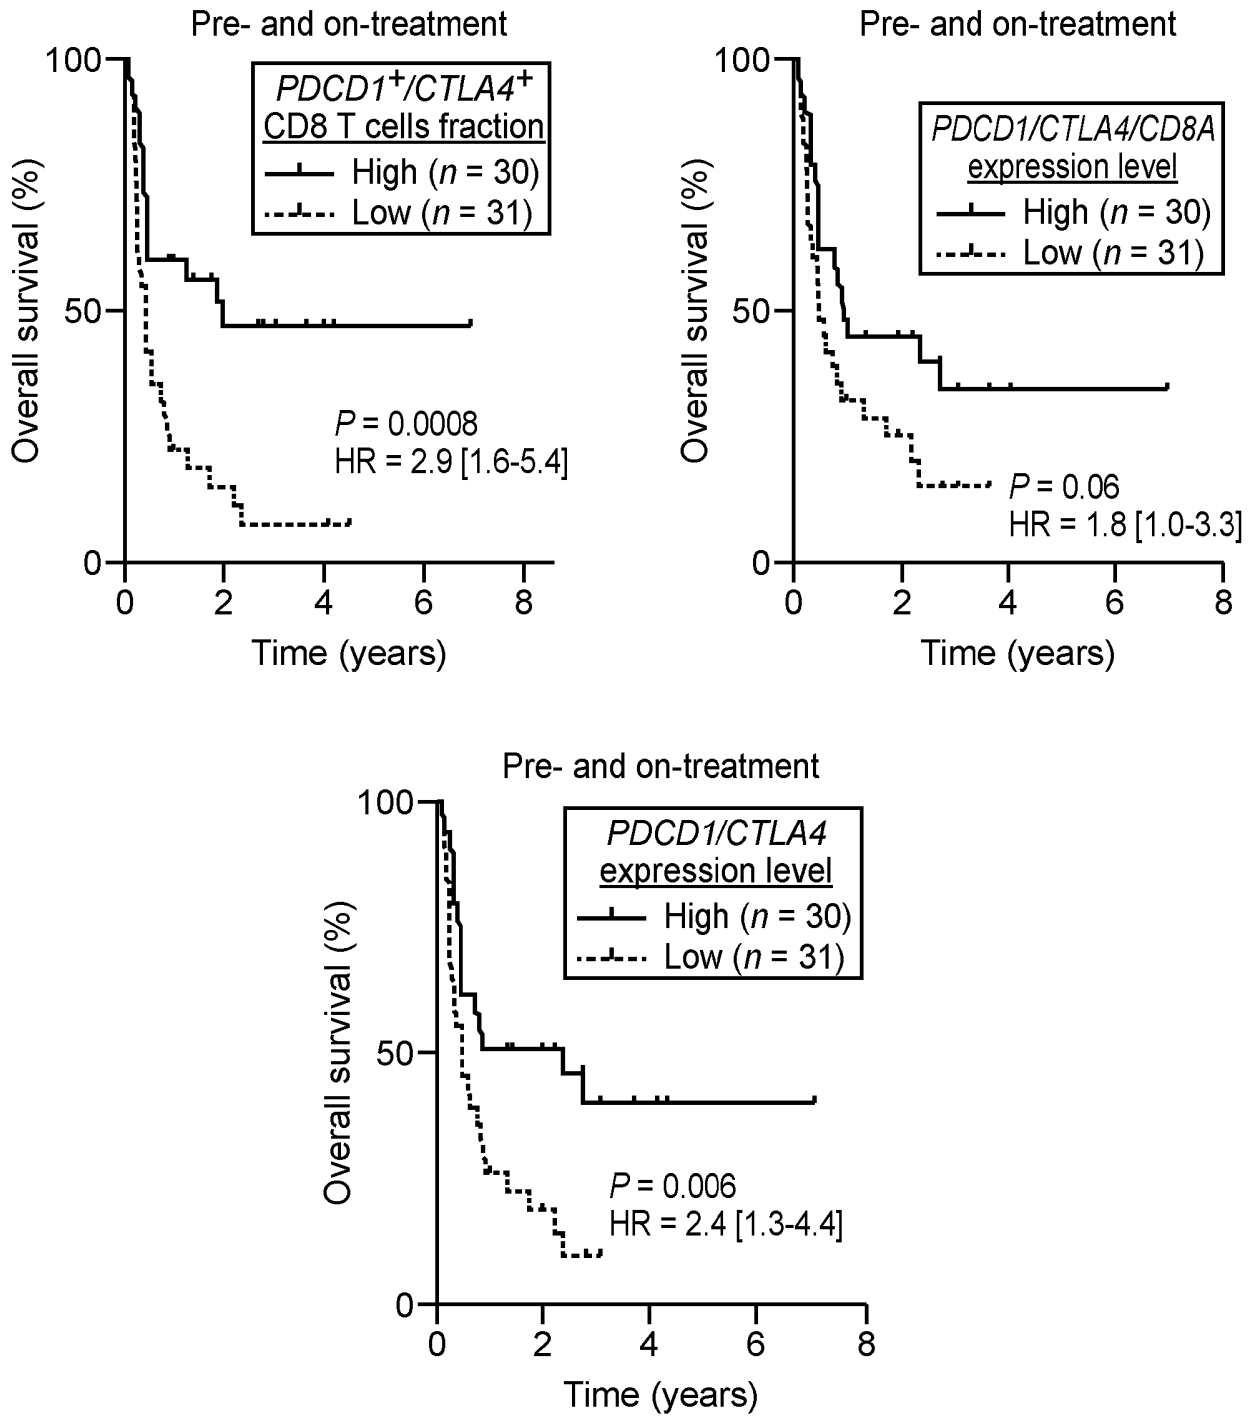 Pre- and on-treatment
PDCD1+/CTLA4+
CD8 T cells fraction
High (n = 30)
Low (n = 31)
100
50
0
Overall survival (%)
P = 0.0008
HR = 2.9 [1.6-5.4]
0 2 4 6 8
Time (years)
Pre- and on-treatment
PDCD1/CTLA4/CD8A
expression level
High (n = 30)
Low (n = 31)
100
50
0
Overall survival (%)
P = 0.06
HR = 1.8 [1.0-3.3]
0 2 4 6 8
Time (years)
Pre- and on-treatment
PDCD1/CTLA4
expression level
High (n = 30)
Low (n = 31)
100
50
0
Overall survival (%)
P = 0.006
HR = 2.4 [1.3-4.4]
0 2 4 6 8
Time (years)